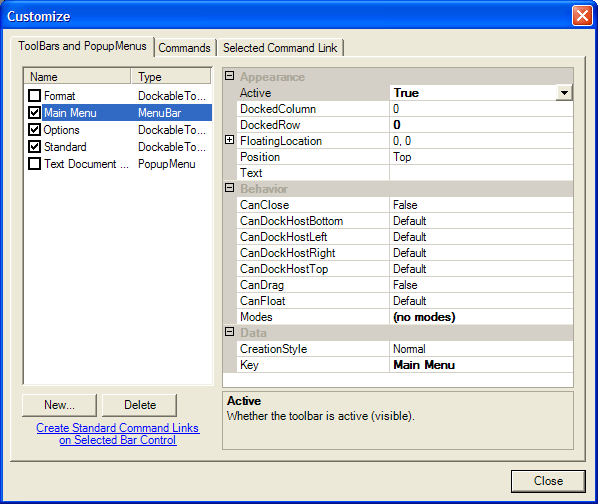 Customize
ToolBars and PopupMenus Commands Selected Command Link
Name Type
Format DockableTo...
Main Menu MenuBar
Options DockableTo...
Standard DockableTo...
Text Document ... PopupMenu
New... Delete
Create Standard Command Links
on Selected Bar Control
Appearance
Active True
DockedColumn 0
DockedRow 0
FloatingLocation 0, 0
Position Top
Text
Behavior
CanClose False
CanDockHostBottom Default
CanDockHostLeft Default
CanDockHostRight Default
CanDockHostTop Default
CanDrag False
CanFloat Default
Modes (no modes)
Data
CreationStyle Normal
Key Main Menu
Active
Whether the toolbar is active (visible).
Close